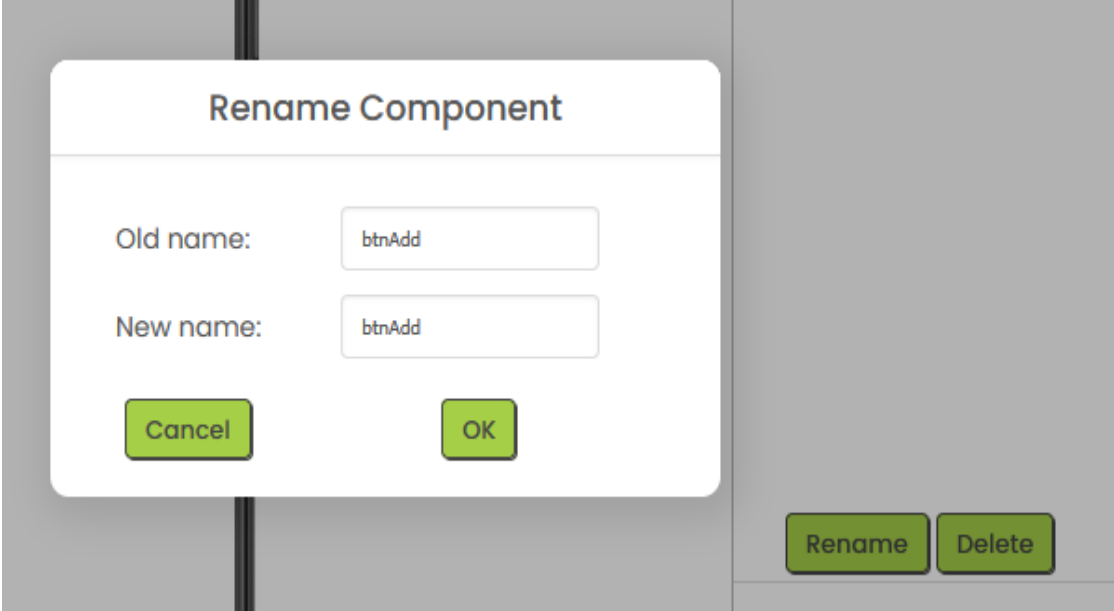 Rename Component
Old name: btnAdd
New name: btnAdd
Cancel OK
Rename Delete